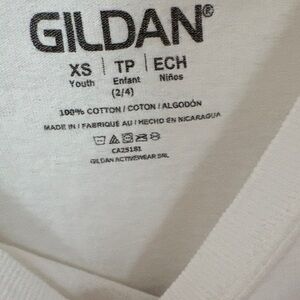 GILDAN®
XS | TP | ECH
Youth Enfant Niños
(2/4)
100% COTTON / COTON / ALGODÓN
MADE IN / FABRIQUÉ AU / HECHO EN NICARAGUA
CA25181
GILDAN ACTIVEWEAR SRL